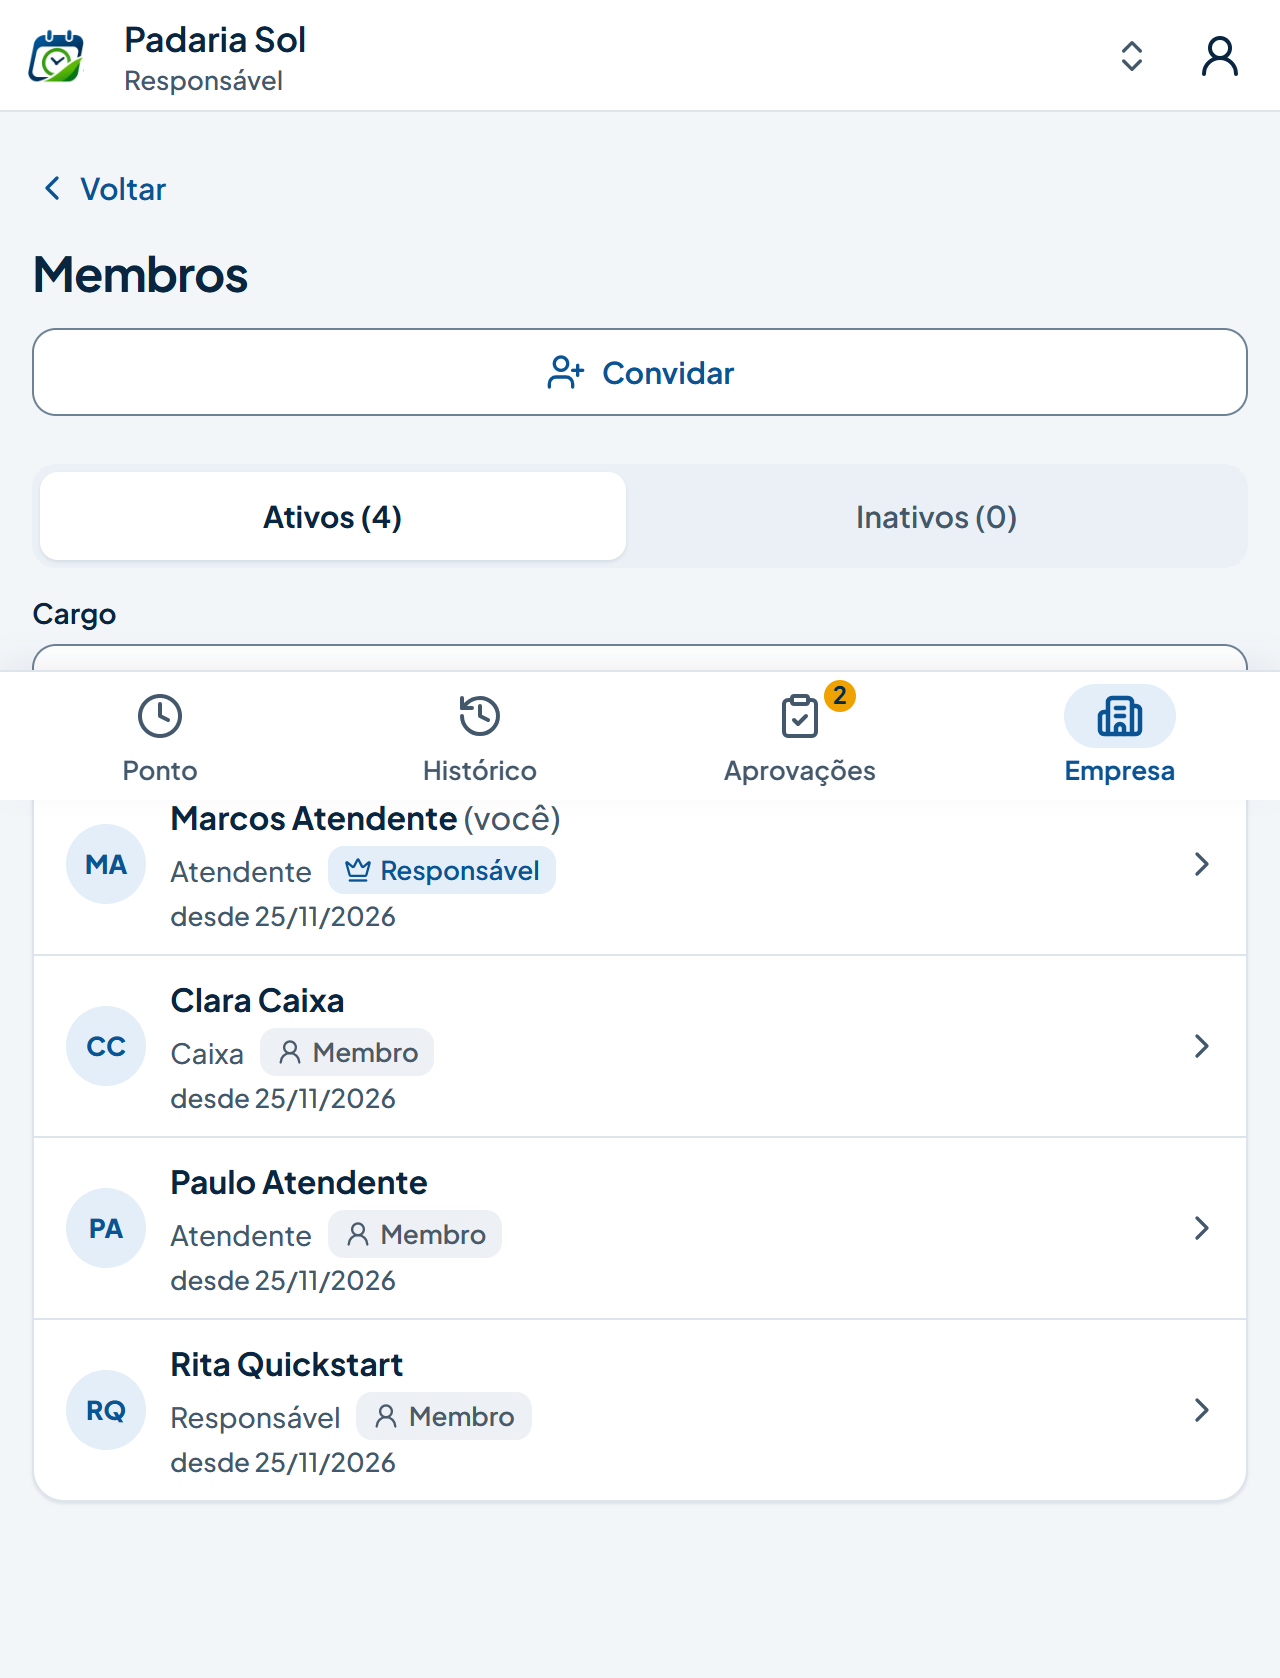 Padaria Sol
Responsável
Voltar
Membros
Convidar
Ativos (4)
Inativos (0)
Cargo
2
Ponto
Histórico
Aprovações
Empresa
MA
Marcos Atendente (você)
Atendente
Responsável
desde 25/11/2026
CC
Clara Caixa
Caixa
Membro
desde 25/11/2026
PA
Paulo Atendente
Atendente
Membro
desde 25/11/2026
RQ
Rita Quickstart
Responsável
Membro
desde 25/11/2026